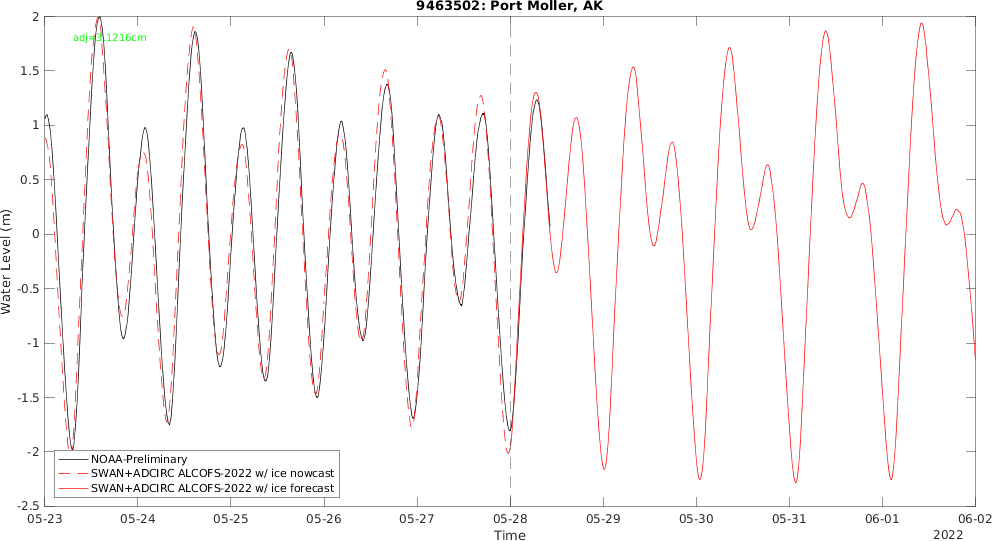 9463502: Port Moller, AK
adj=3.1216cm
2
1.5
1
0.5
0
-0.5
-1
-1.5
-2
-2.5
Water Level (m)
NOAA-Preliminary
SWAN+ADCIRC ALCOFS-2022 w/ ice nowcast
SWAN+ADCIRC ALCOFS-2022 w/ ice forecast
05-23 05-24 05-25 05-26 05-27 05-28 05-29 05-30 05-31 06-01 06-02
Time
2022